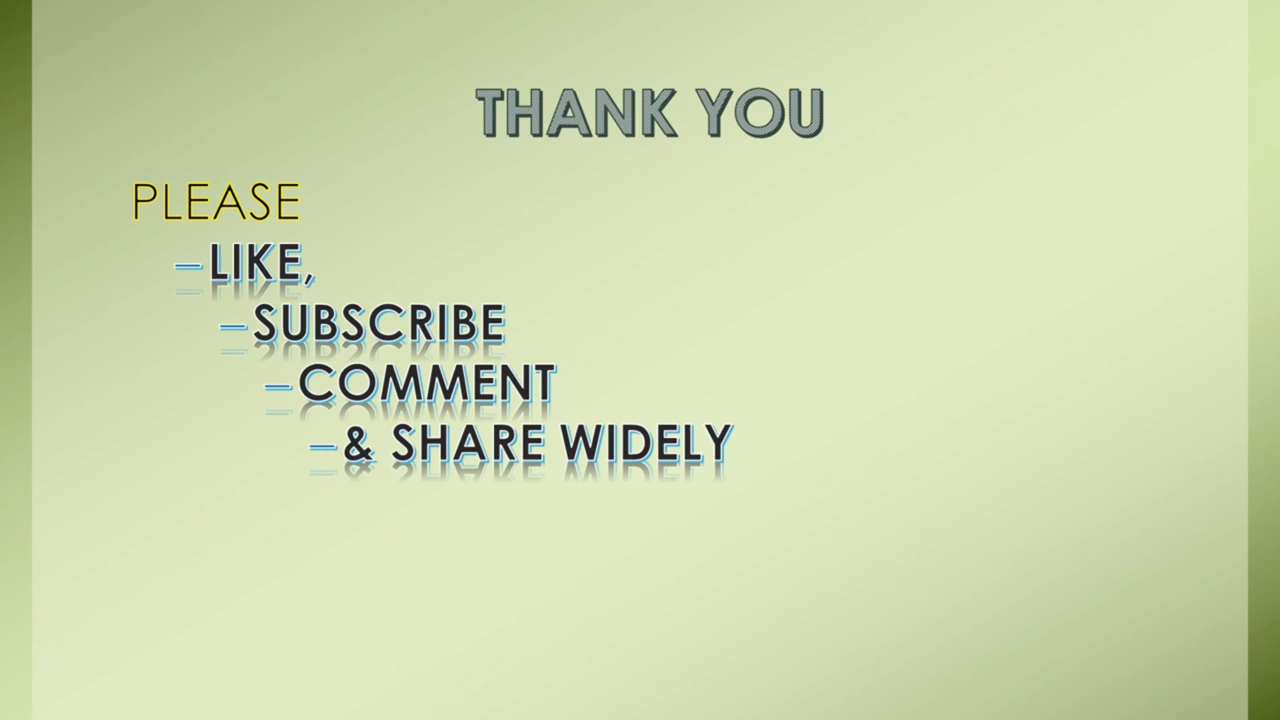 THANK YOU
PLEASE
–LIKE,
–SUBSCRIBE
–COMMENT
–& SHARE WIDELY